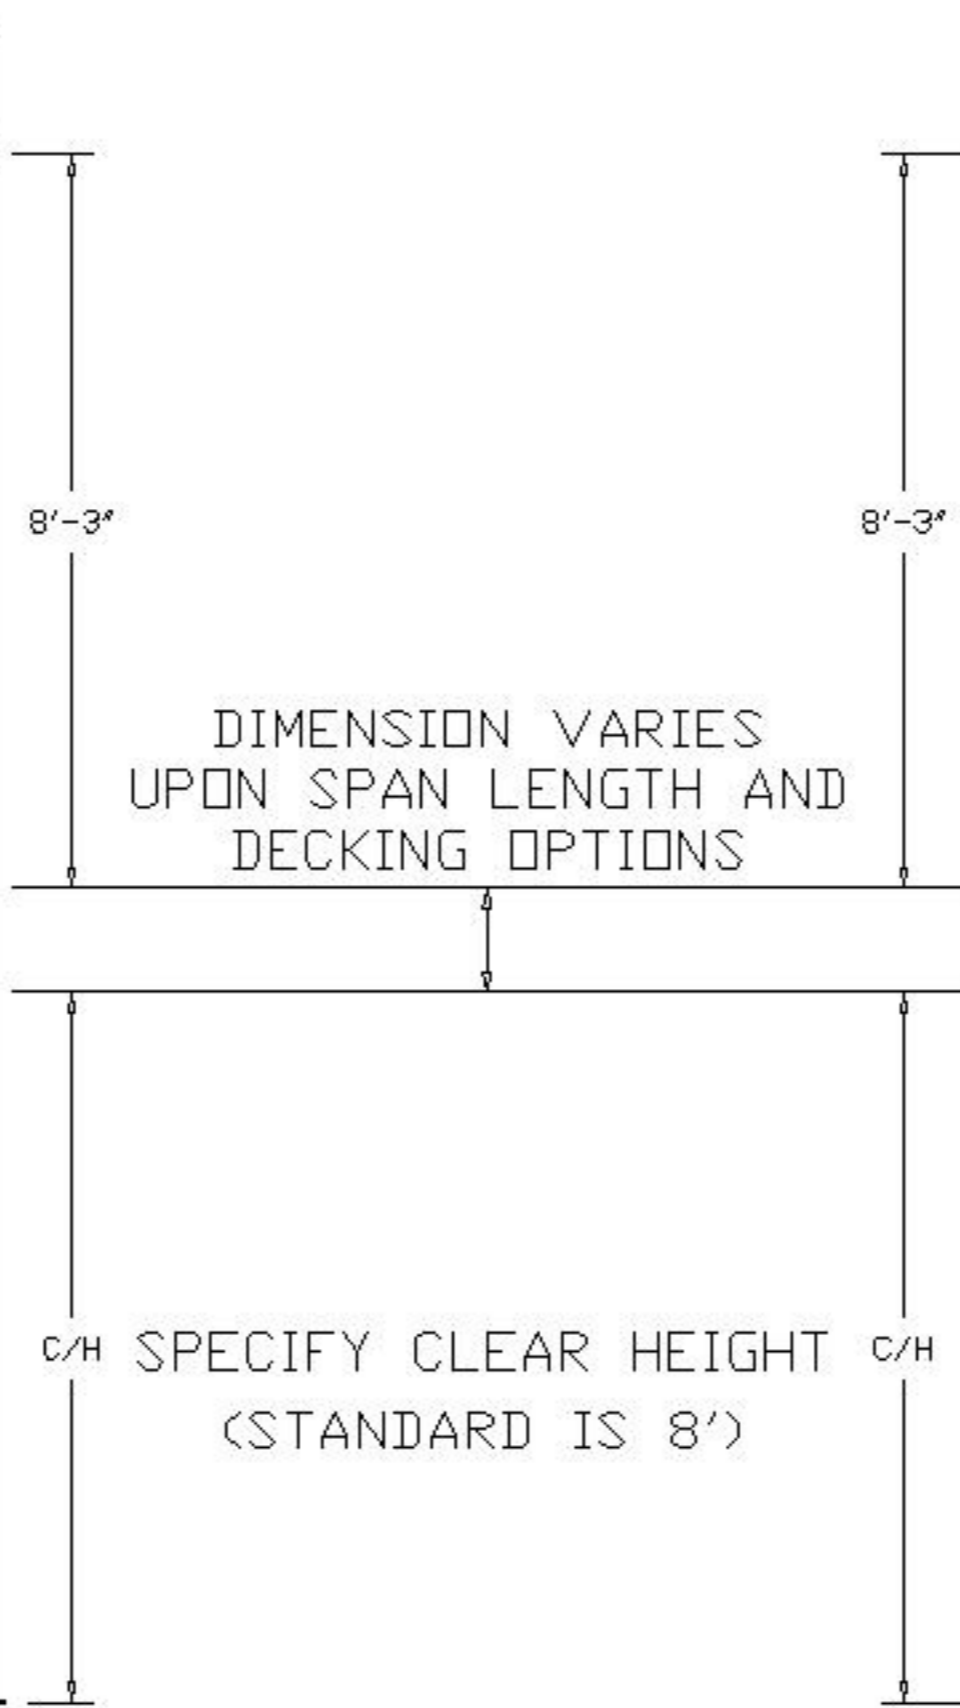 8'-3" 8'-3"
DIMENSION VARIES
UPON SPAN LENGTH AND
DECKING OPTIONS
C/H SPECIFY CLEAR HEIGHT C/H
(STANDARD IS 8')